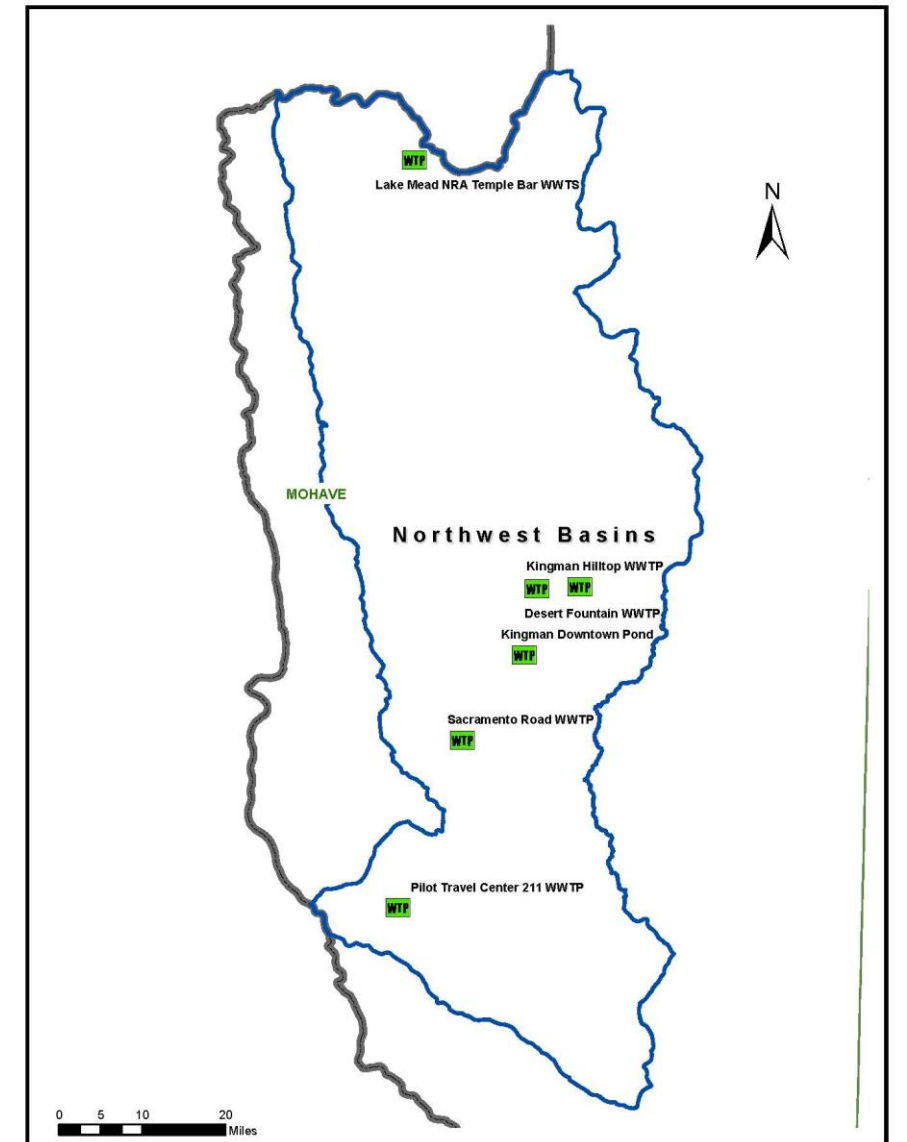 N
WTP
Lake Mead NRA Temple Bar WWTS
MOHAVE
Northwest Basins
Kingman Hilltop WWTP
WTP WTP
Desert Fountain WWTP
Kingman Downtown Pond
WTP
Sacramento Road WWTP
WTP
Pilot Travel Center 211 WWTP
WTP
0 5 10 20
Miles